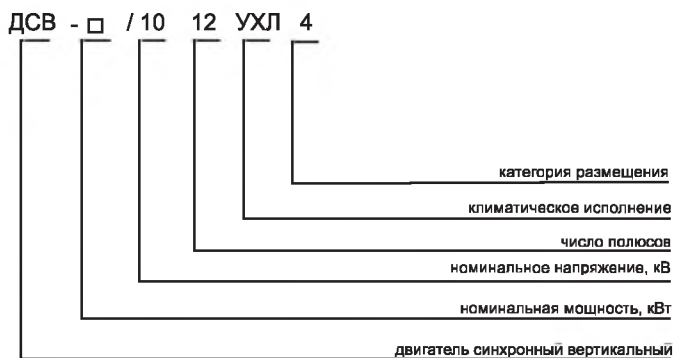 ДСВ - □ / 10 12 УХЛ 4
категория размещения
климатическое исполнение
число полюсов
номинальное напряжение, кВ
номинальная мощность, кВт
двигатель синхронный вертикальный